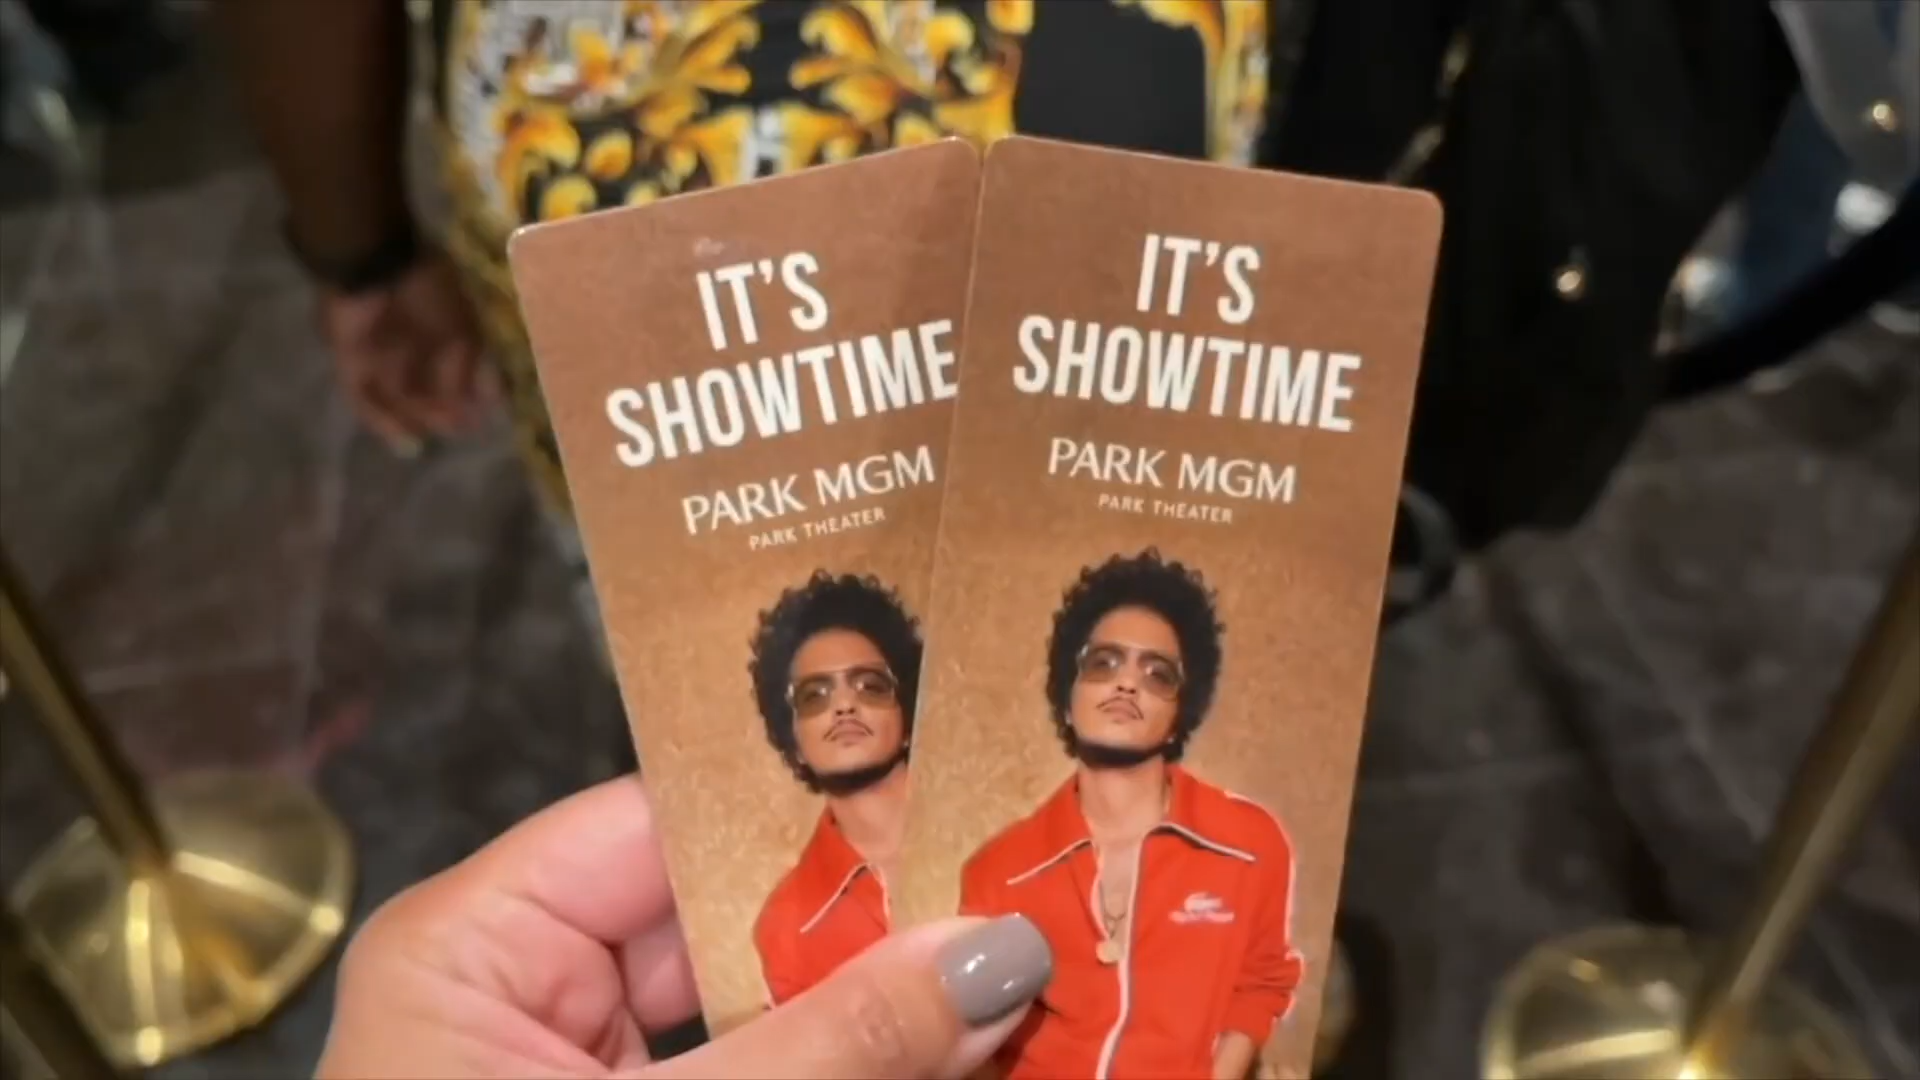 IT'S
SHOWTIME
PARK MGM
PARK THEATER
IT'S
SHOWTIME
PARK MGM
PARK THEATER